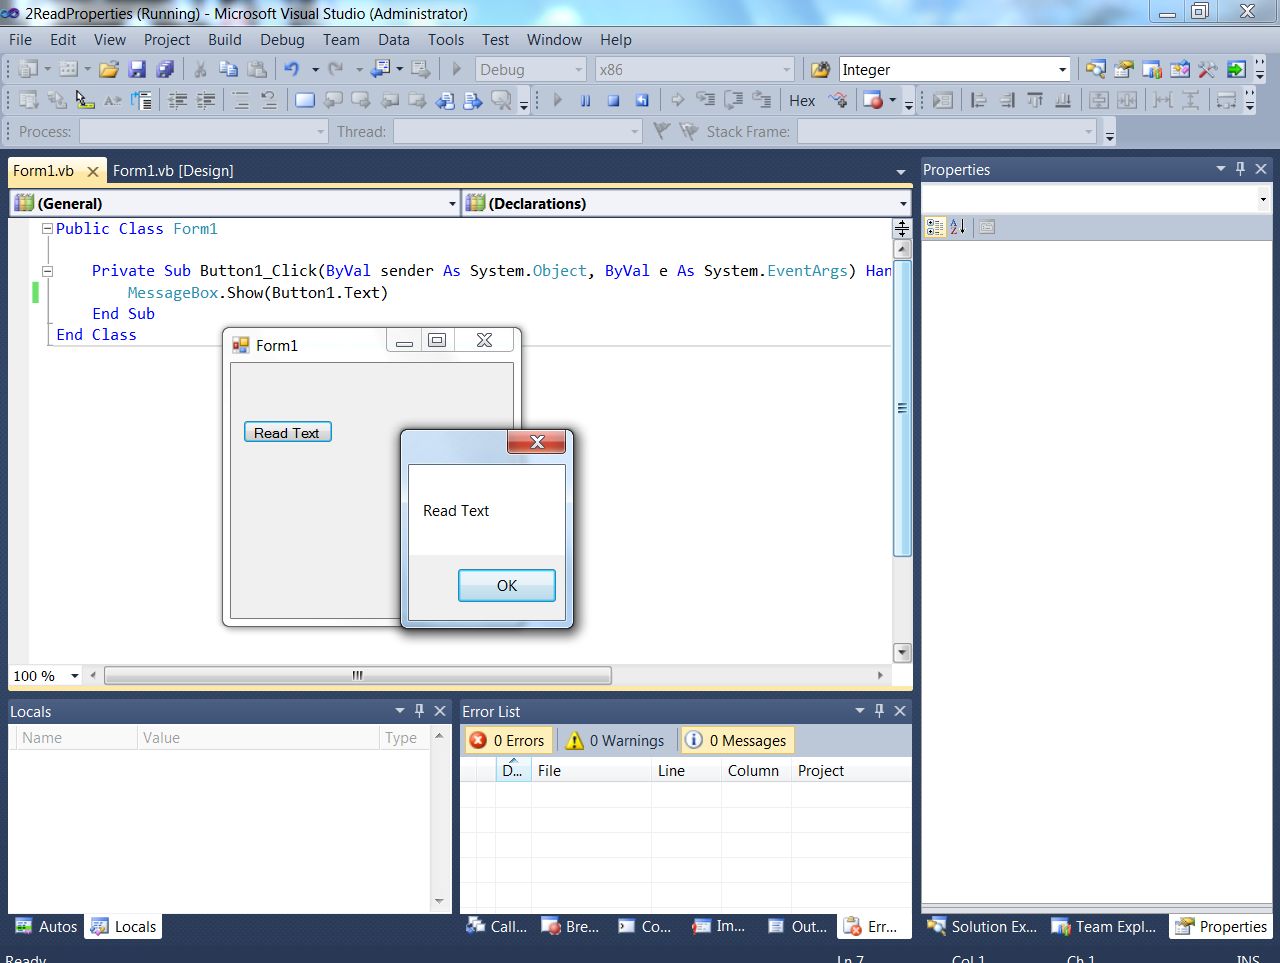 2ReadProperties (Running) - Microsoft Visual Studio (Administrator)
File Edit View Project Build Debug Team Data Tools Test Window Help
Debug x86 Integer
Hex
Process: Thread: Stack Frame:
Form1.vb Form1.vb [Design]
(General) (Declarations)
Public Class Form1
Private Sub Button1_Click(ByVal sender As System.Object, ByVal e As System.EventArgs) Han
MessageBox.Show(Button1.Text)
End Sub
End Class
Form1
Read Text
Read Text
OK
100 %
Properties
Locals
Name Value Type
Error List
0 Errors 0 Warnings 0 Messages
D... File Line Column Project
Autos Locals
Call... Bre... Co... Im... Out... Err...
Solution Ex... Team Expl... Properties
Ready Ln 7 Col 1 Ch 1 INS